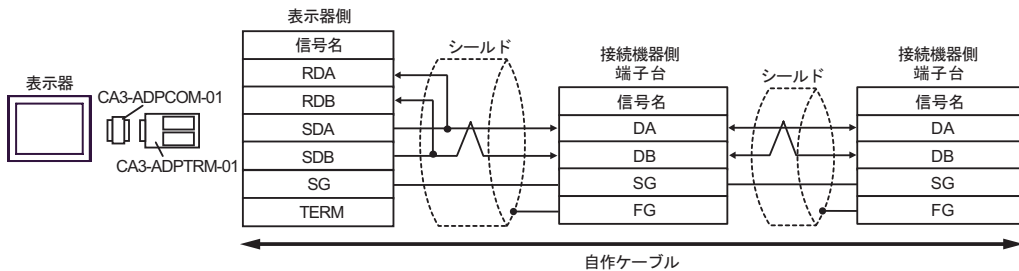 表示器
CA3-ADPCOM-01
CA3-ADPTRM-01
表示器側
信号名
RDA
RDB
SDA
SDB
SG
TERM
シールド
接続機器側
端子台
信号名
DA
DB
SG
FG
シールド
接続機器側
端子台
信号名
DA
DB
SG
FG
自作ケーブル